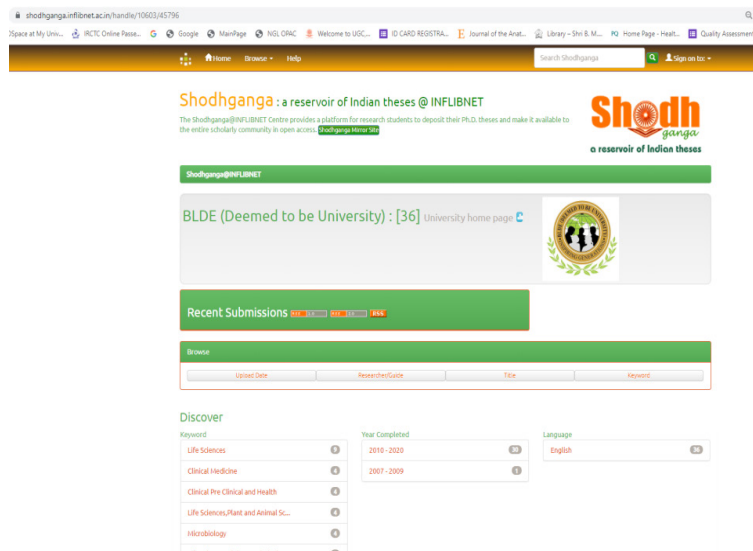 shodhganga.inflibnet.ac.in/handle/10603/45796
DSpace at My Univ... IRCTC Online Passe... Google MainPage NGL OPAC Welcome to UGC,... ID CARD REGISTRA... Journal of the Anat... Library – Shri B. M... Home Page - Healt... Quality Assessment
Home Browse Help Search Shodhganga Sign on to:
Shodhganga : a reservoir of Indian theses @ INFLIBNET
The Shodhganga@INFLIBNET Centre provides a platform for research students to deposit their Ph.D. theses and make it available to
the entire scholarly community in open access. Shodhganga Mirror Site
Shodh
ganga
a reservoir of Indian theses
Shodhganga@INFLIBNET
BLDE (Deemed to be University) : [36] University home page
Recent Submissions RSS
Browse
Upload Date Researcher/Guide Title Keyword
Discover
Keyword Year Completed Language
Life Sciences 9 2010 - 2020 30 English 36
Clinical Medicine 4 2007 - 2009 1
Clinical Pre Clinical and Health 4
Life Sciences,Plant and Animal Sc... 4
Microbiology 4